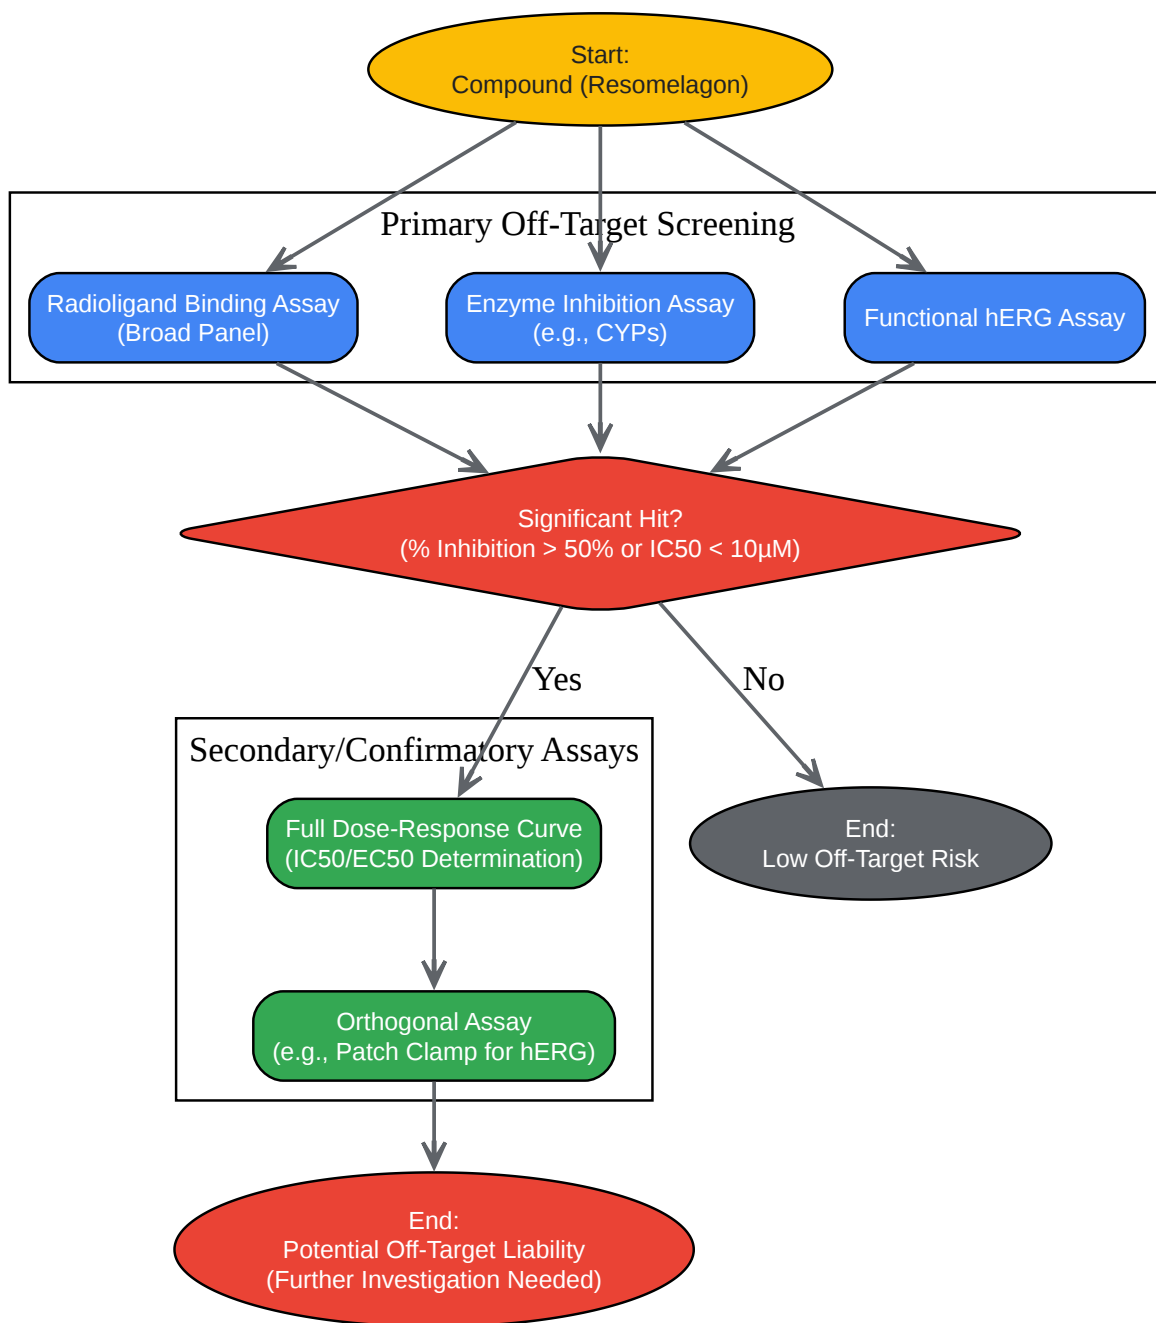 Start:
Compound (Resomelagon)
Primary Off-Target Screening
Radioligand Binding Assay
(Broad Panel)
Enzyme Inhibition Assay
(e.g., CYPs)
Functional hERG Assay
Significant Hit?
(% Inhibition > 50% or IC50 < 10μM)
Yes
No
Secondary/Confirmatory Assays
Full Dose-Response Curve
(IC50/EC50 Determination)
End:
Low Off-Target Risk
Orthogonal Assay
(e.g., Patch Clamp for hERG)
End:
Potential Off-Target Liability
(Further Investigation Needed)